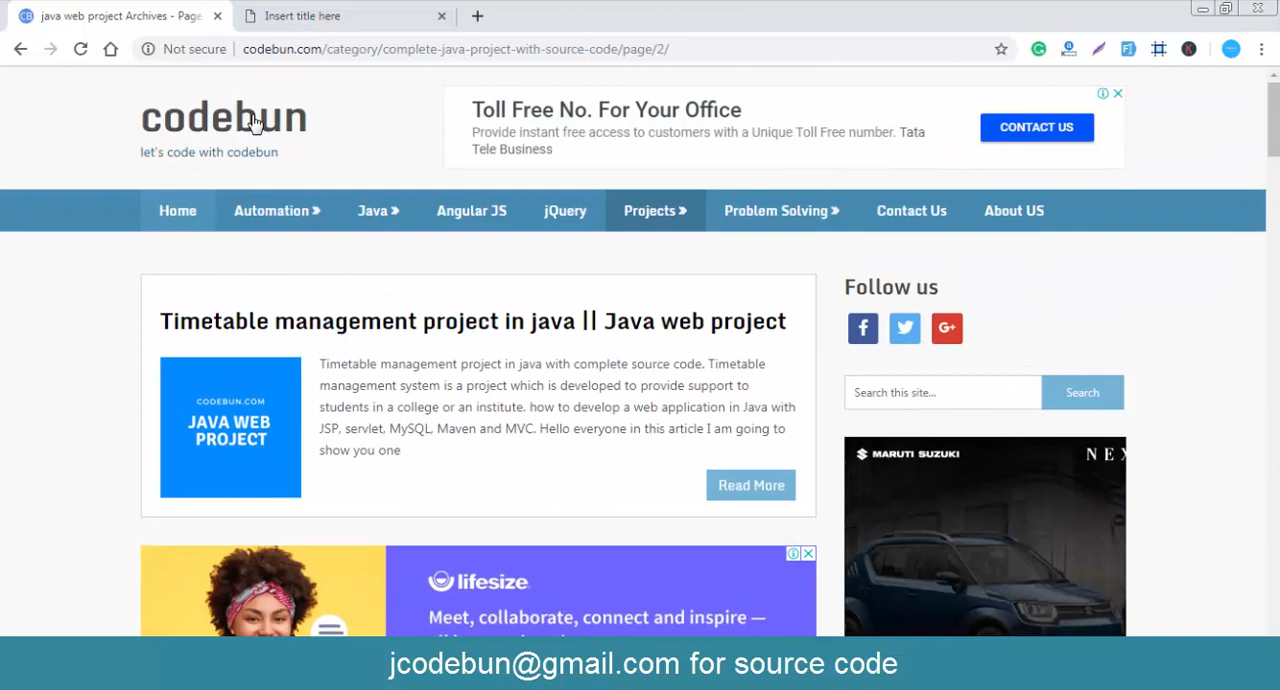 java web project Archives - Page
Insert title here
Not secure
codebun.com/category/complete-java-project-with-source-code/page/2/
codebun
let's code with codebun
Toll Free No. For Your Office
Provide instant free access to customers with a Unique Toll Free number. Tata
Tele Business
CONTACT US
Home
Automation »
Java »
Angular JS
jQuery
Projects »
Problem Solving »
Contact Us
About US
Timetable management project in java || Java web project
CODEBUN.COM
JAVA WEB
PROJECT
Timetable management project in java with complete source code. Timetable
management system is a project which is developed to provide support to
students in a college or an institute. how to develop a web application in Java with
JSP, servlet, MySQL, Maven and MVC. Hello everyone in this article I am going to
show you one
Read More
Follow us
Search this site...
Search
MARUTI SUZUKI
NEX
lifesize
Meet, collaborate, connect and inspire —
jcodebun@gmail.com for source code